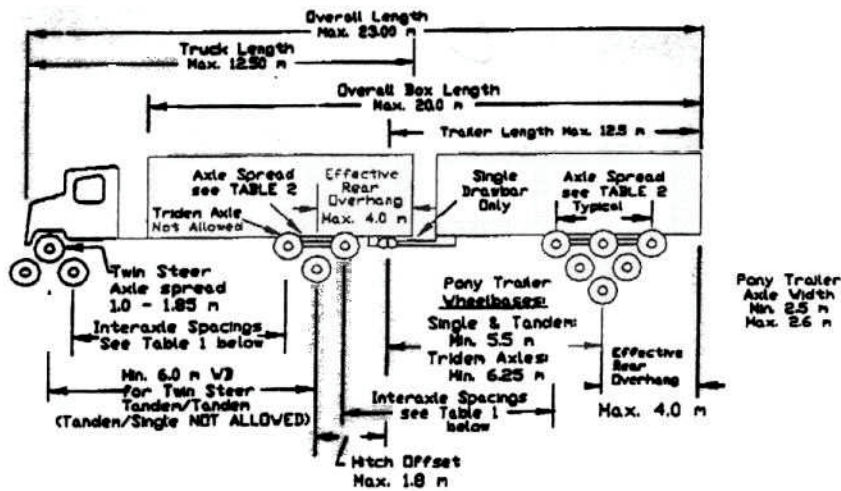 Overall Length
Max. 23.00 m
Truck Length
Max. 12.50 m
Overall Box Length
Max. 20.0 m
Trailer Length Max. 12.5 m
Axle Spread
see TABLE 2
Effective
Rear
Overhang
Max. 4.0 m
Single
Drawbar
Only
Axle Spread
see TABLE 2
Typical
Triden Axle
Not Allowed
Twin Steer
Axle spread
1.0 - 1.85 m
Interaxle Spacings
See Table 1 below
Min. 6.0 m WB
for Twin Steer
Tandem/Tandem
(Tandem/Single NOT ALLOWED)
Pony Trailer
Wheelbases:
Single & Tandem:
Min. 5.5 m
Tridem Axles:
Min. 6.25 m
Interaxle Spacings
see Table 1
below
Hitch Offset
Max. 1.8 m
Effective
Rear
Overhang
Max. 4.0 m
Pony Trailer
Axle Width
Min. 2.5 m
Max. 2.6 m